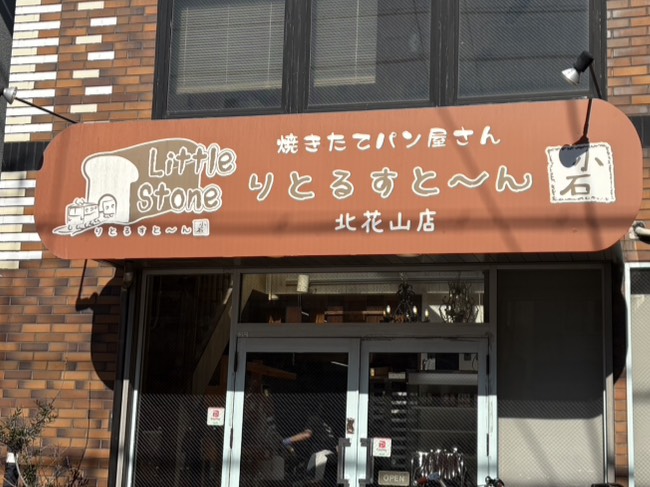 Little
Stone
りとるすと〜ん
焼きたてパン屋さん
りとるすと〜ん
北花山店
小石
OPEN